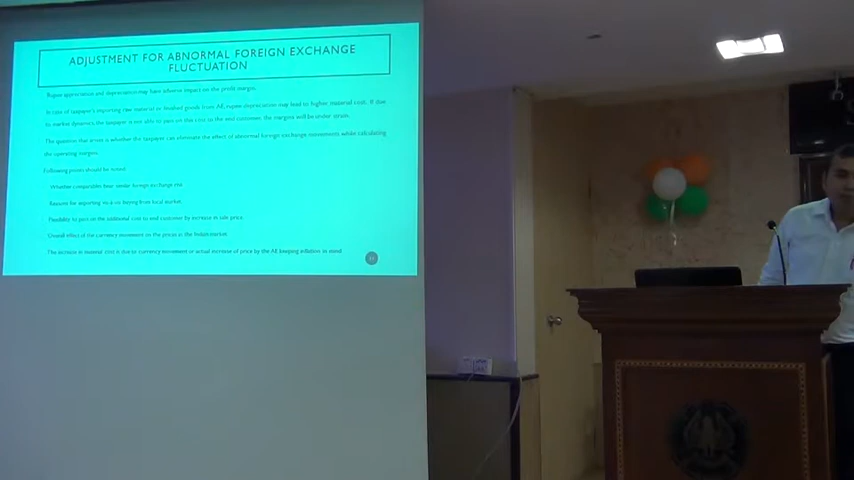 ADJUSTMENT FOR ABNORMAL FOREIGN EXCHANGE
FLUCTUATION
Rupee appreciation and depreciation may have adverse impact on the profit margin.
In case of taxpayer's importing raw material or finished goods from AE, rupee depreciation may lead to higher material cost. If due
to market dynamics the taxpayer is not able to pass on this cost to the end customer, the margins will be under strain.
The question that arises is whether the taxpayer can eliminate the effect of abnormal foreign exchange movements while calculating
the operating margins.
Following points should be noted:
Whether comparables bear similar foreign exchange risk
Reasons for importing vis-à-vis buying from local market.
Flexibility to pass on the additional cost to end customer by increase in sale price.
Overall effect of the currency movement on the prices in the Indian market.
The increase in material cost is due to currency movement or actual increase of price by the AE keeping inflation in mind